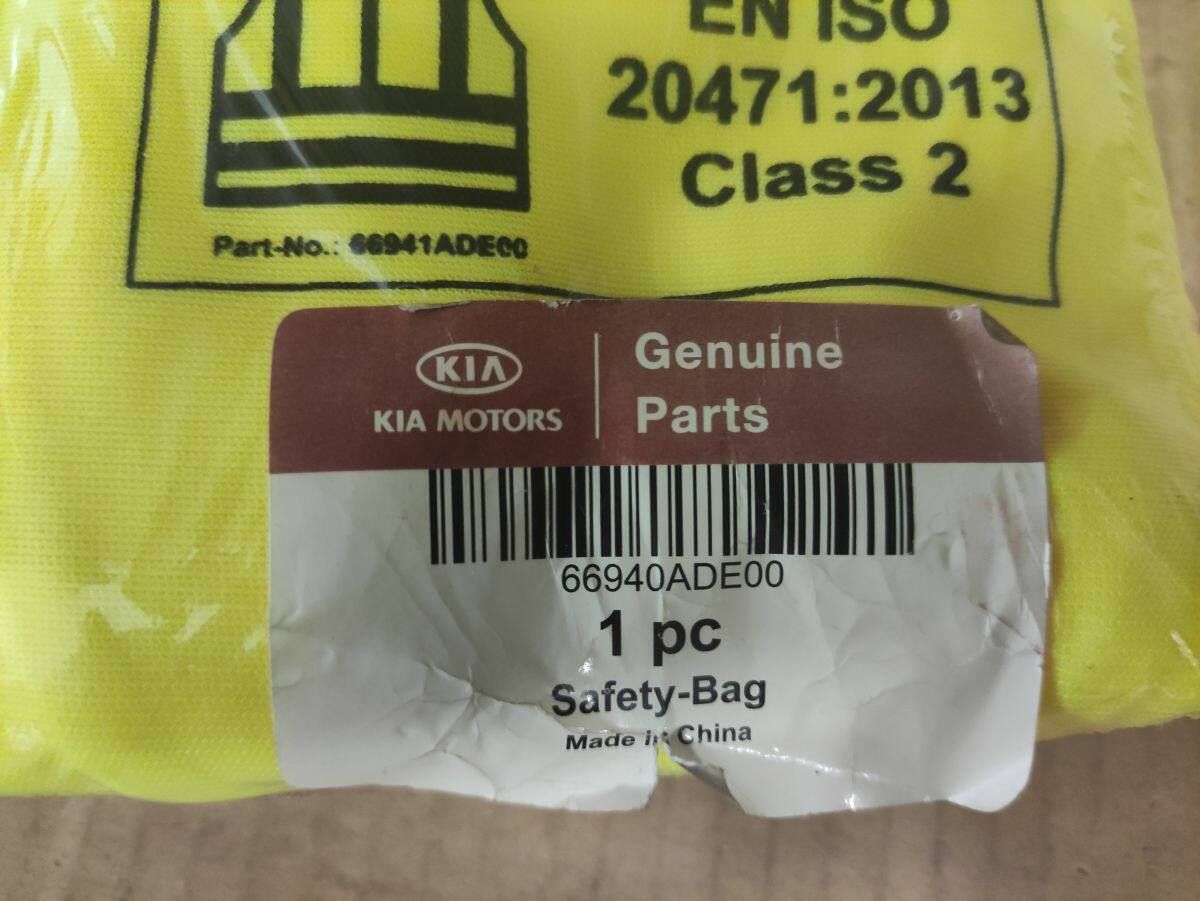 EN ISO
20471:2013
Class 2
Part-No.: 66941ADE00
KIA
KIA MOTORS
Genuine
Parts
66940ADE00
1 pc
Safety-Bag
Made in China